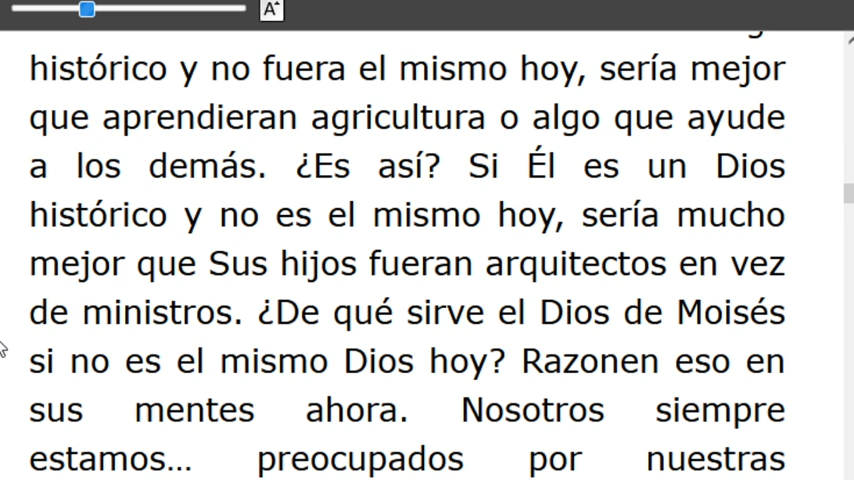 A
histórico y no fuera el mismo hoy, sería mejor
que aprendieran agricultura o algo que ayude
a los demás. ¿Es así? Si Él es un Dios
histórico y no es el mismo hoy, sería mucho
mejor que Sus hijos fueran arquitectos en vez
de ministros. ¿De qué sirve el Dios de Moisés
si no es el mismo Dios hoy? Razonen eso en
sus mentes ahora. Nosotros siempre
estamos... preocupados por nuestras